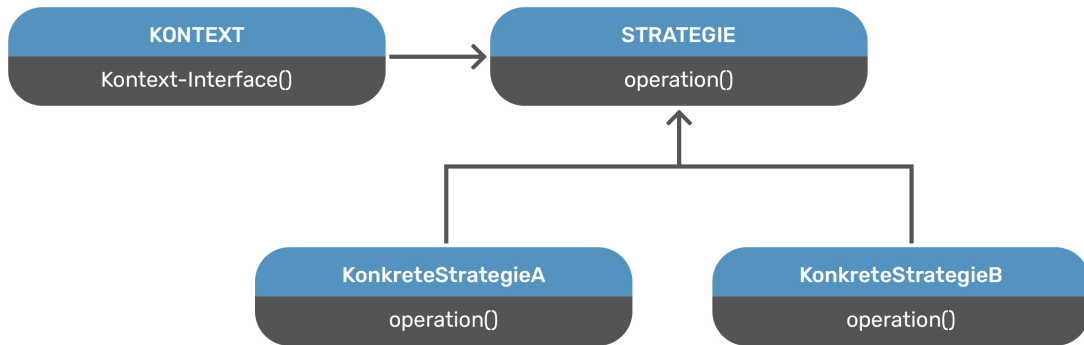 KONTEXT
Kontext-Interface()
STRATEGIE
operation()
KonkreteStrategieA
operation()
KonkreteStrategieB
operation()